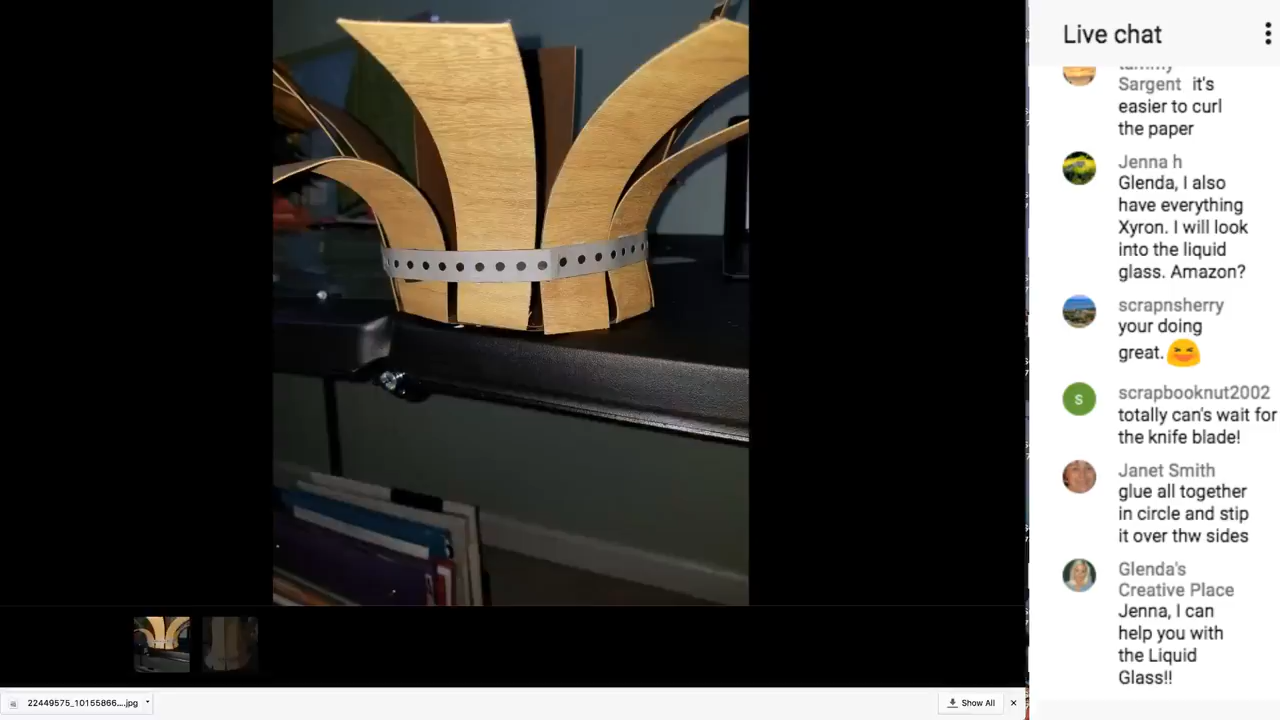 Live chat
Sargent it's
easier to curl
the paper
Jenna h
Glenda, I also
have everything
Xyron. I will look
into the liquid
glass. Amazon?
scrapnsherry
your doing
great.
s
scrapbooknut2002
totally can's wait for
the knife blade!
Janet Smith
glue all together
in circle and stip
it over thw sides
Glenda's
Creative Place
Jenna, I can
help you with
the Liquid
Glass!!
22449575_10155866....jpg
Show All